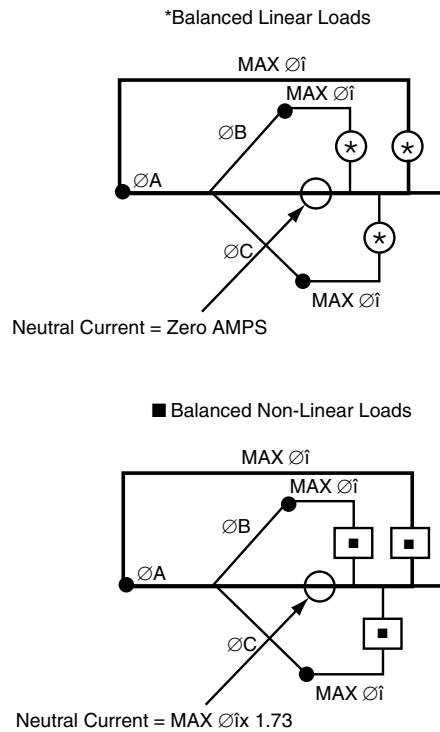 *Balanced Linear Loads
MAX ∅î
MAX ∅î
∅B
∅A
∅C
MAX ∅î
Neutral Current = Zero AMPS
■ Balanced Non-Linear Loads
MAX ∅î
MAX ∅î
∅B
∅A
∅C
MAX ∅î
Neutral Current = MAX ∅îx 1.73